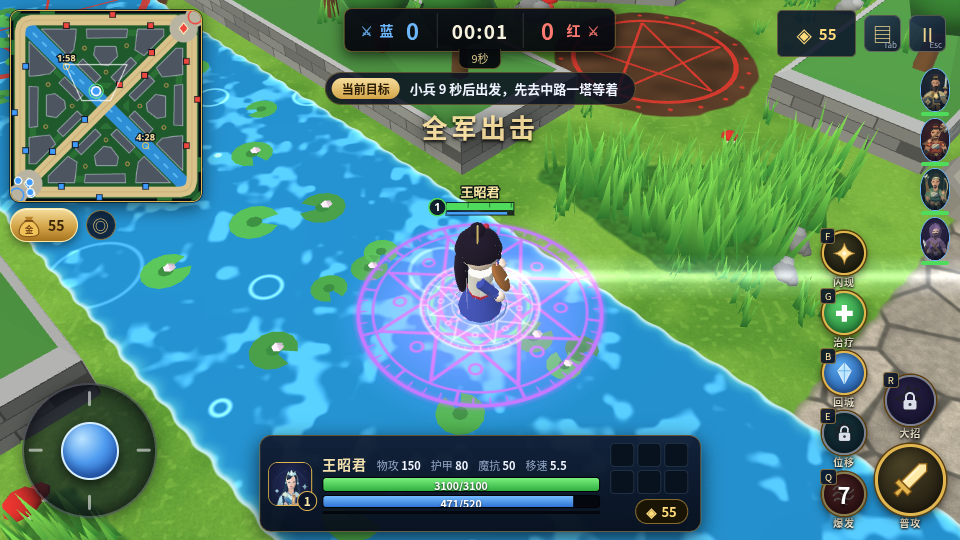 蓝 0 00:01 0 红
9秒
当前目标 小兵 9 秒后出发，先去中路一塔等着
全军出击
1:58
4:28
55
55
Tab
Esc
金
王昭君
1
F
闪现
G
治疗
B
回城
R
大招
E
位移
Q
7
爆发
普攻
王昭君 物攻 150 护甲 80 魔抗 50 移速 5.5
3100/3100
471/520
1
55